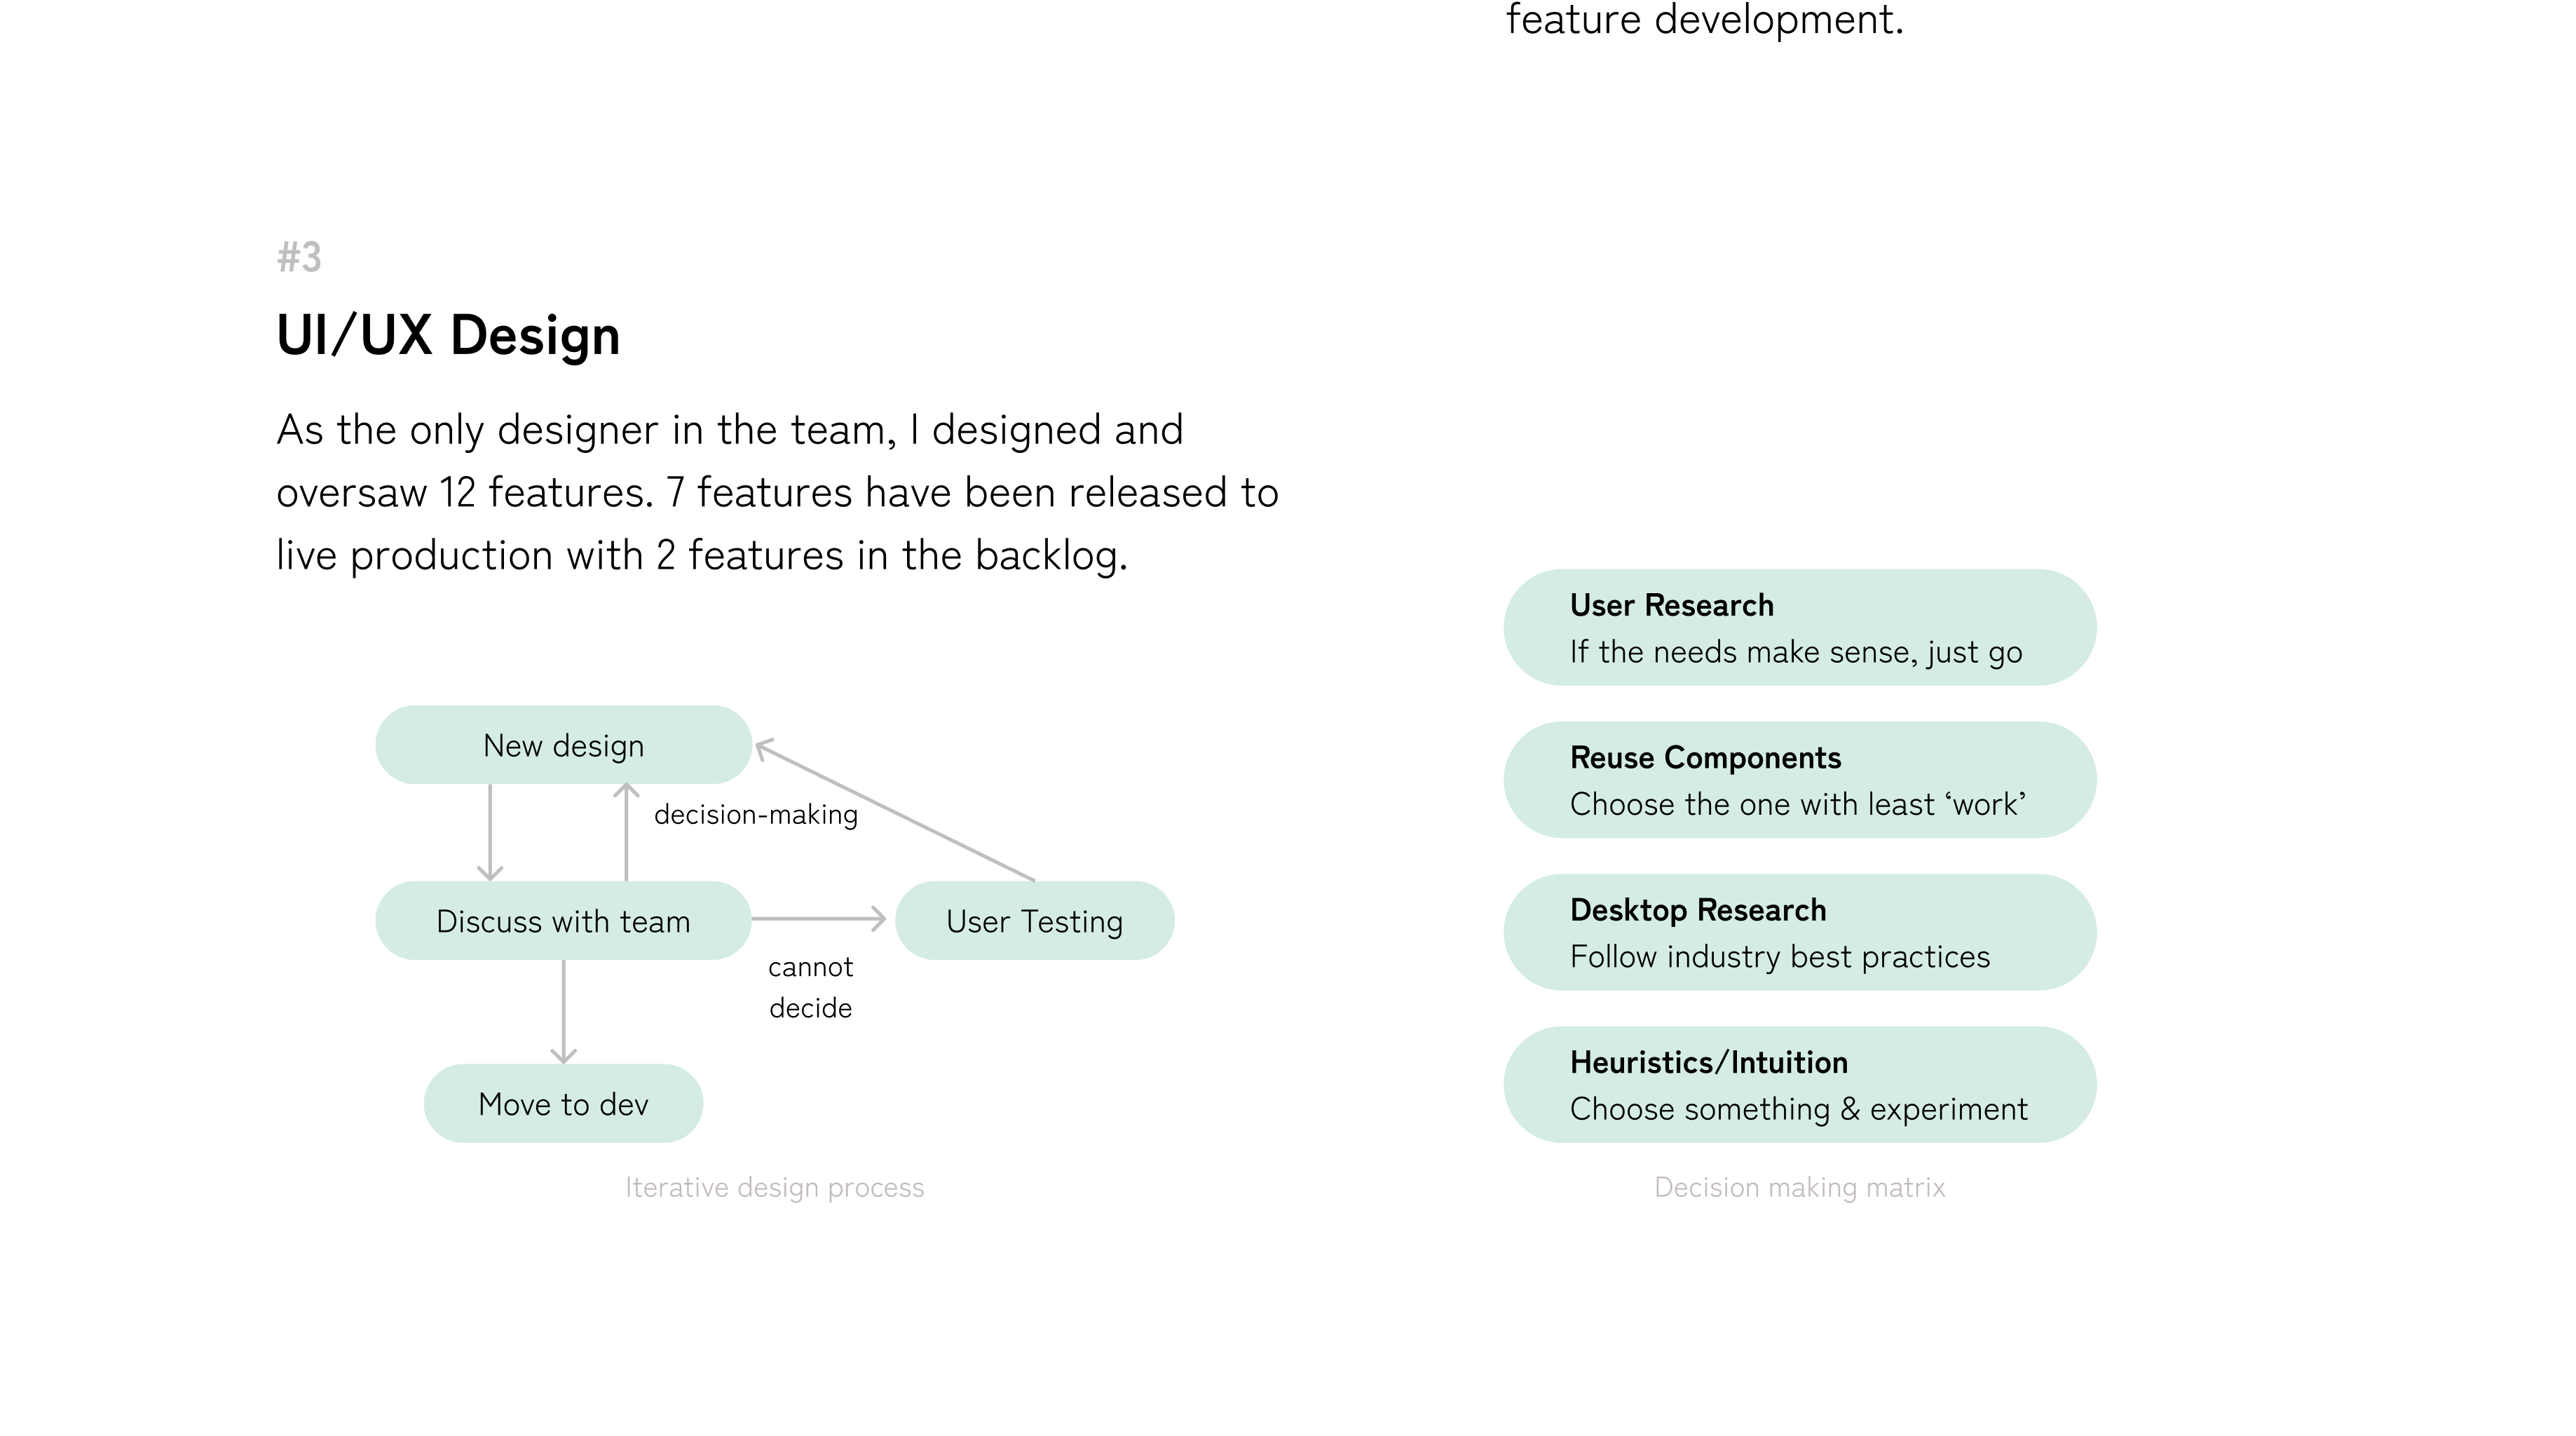 feature development.
#3
UI/UX Design
As the only designer in the team, I designed and
oversaw 12 features. 7 features have been released to
live production with 2 features in the backlog.
New design
decision-making
Discuss with team
User Testing
cannot
decide
Move to dev
Iterative design process
User Research
If the needs make sense, just go
Reuse Components
Choose the one with least ‘work’
Desktop Research
Follow industry best practices
Heuristics/Intuition
Choose something & experiment
Decision making matrix